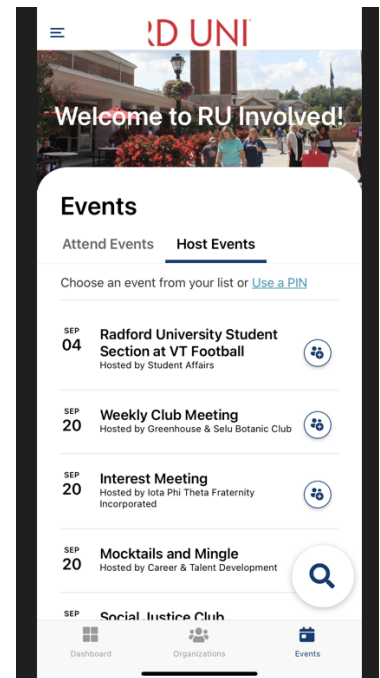 RD UNI
Welcome to RU Involved!
Events
Attend Events Host Events
Choose an event from your list or Use a PIN
SEP
04
Radford University Student
Section at VT Football
Hosted by Student Affairs
SEP
20
Weekly Club Meeting
Hosted by Greenhouse & Selu Botanic Club
SEP
20
Interest Meeting
Hosted by Iota Phi Theta Fraternity
Incorporated
SEP
20
Mocktails and Mingle
Hosted by Career & Talent Development
SEP
Social Justice Club
Dashboard Organizations Events